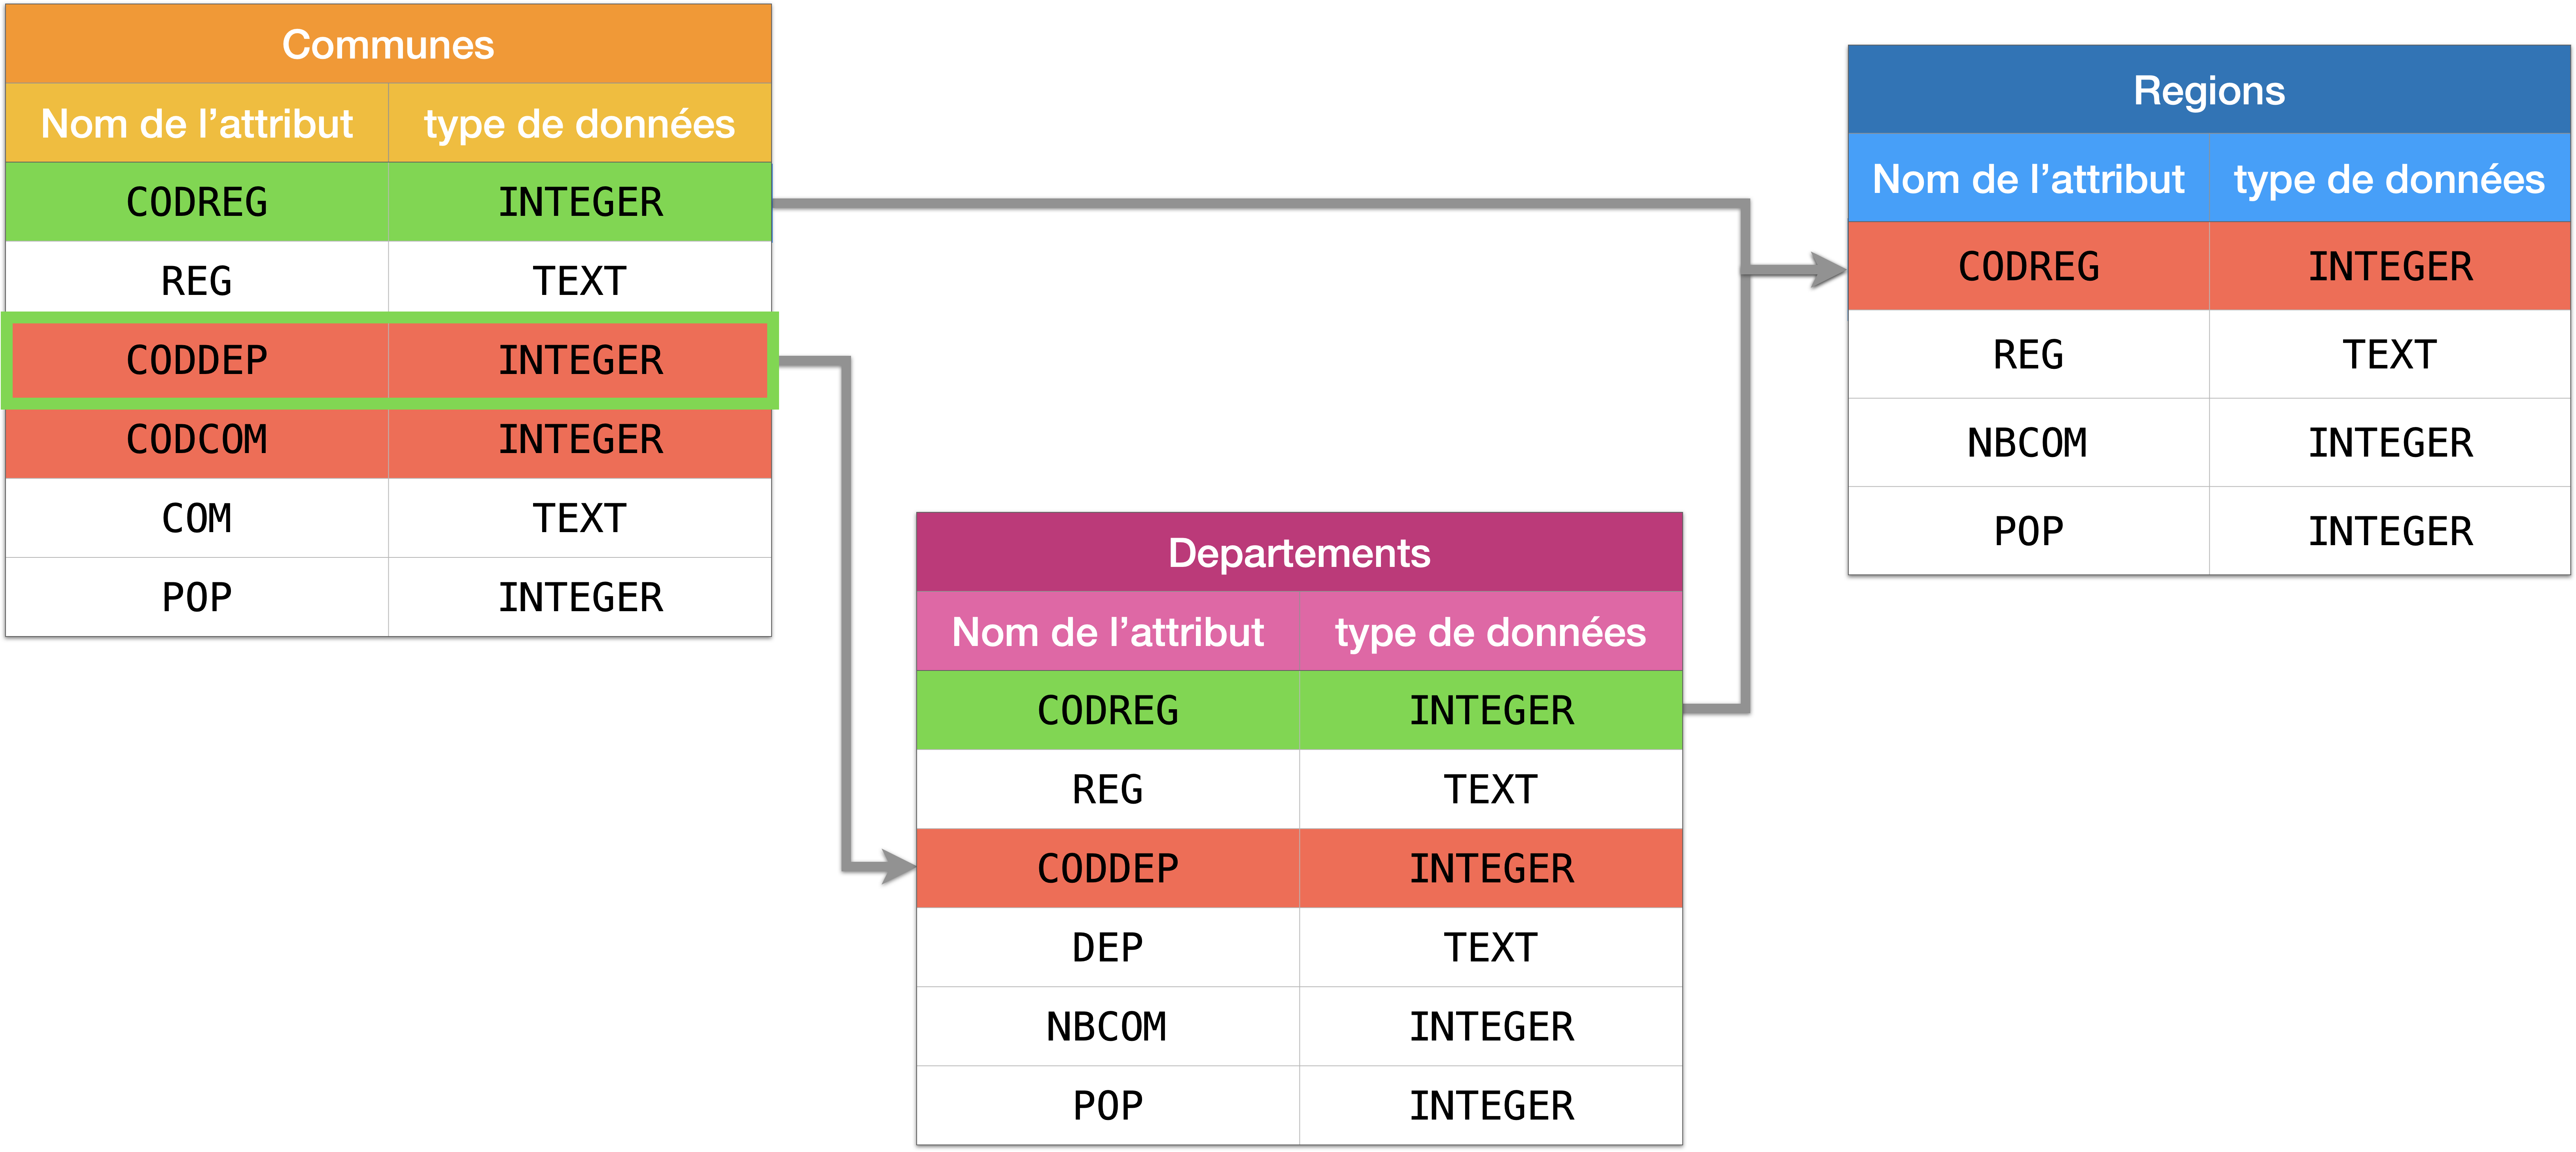 Communes
Nom de l’attribut type de données
CODREG INTEGER
REG TEXT
CODDEP INTEGER
CODCOM INTEGER
COM TEXT
POP INTEGER
Departements
Nom de l’attribut type de données
CODREG INTEGER
REG TEXT
CODDEP INTEGER
DEP TEXT
NBCOM INTEGER
POP INTEGER
Regions
Nom de l’attribut type de données
CODREG INTEGER
REG TEXT
NBCOM INTEGER
POP INTEGER